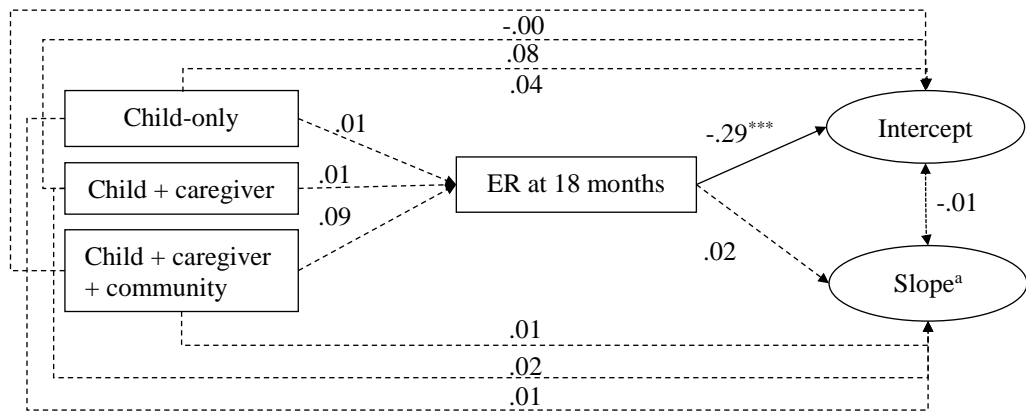 -.00
.08
.04
Child-only
.01
-.29***
Intercept
Child + caregiver
.01
ER at 18 months
-.01
.09
Child + caregiver
+ community
.02
Slopeᵃ
.01
.02
.01